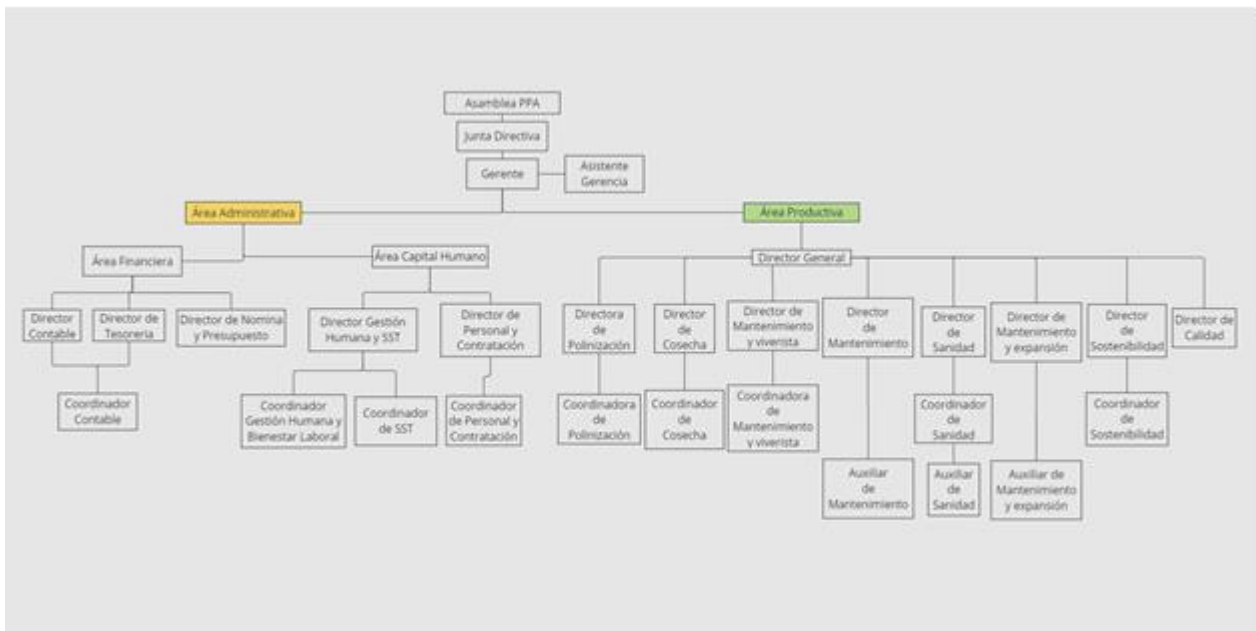 Asamblea PPA
Junta Directiva
Gerente
Asistente
Gerencia
Área Administrativa
Área Productiva
Área Financiera
Área Capital Humano
Director General
Director
Contable
Director de
Tesoreria
Director de Nomina
y Presupuesto
Director Gestión
Humana y SST
Director de
Personal y
Contratación
Directora
de
Polinización
Director
de
Cosecha
Director de
Mantenimiento
y viverista
Director
de
Mantenimiento
Director
de
Sanidad
Director de
Mantenimiento
y expansión
Director
de
Sostenibilidad
Director de
Calidad
Coordinador
Contable
Coordinador
Gestión Humana y
Bienestar Laboral
Coordinador
de SST
Coordinador
de Personal y
Contratación
Coordinadora
de
Polinización
Coordinador
de
Cosecha
Coordinadora
de
Mantenimiento
y viverista
Coordinador
de
Sanidad
Coordinador
de
Sostenibilidad
Auxiliar
de
Mantenimiento
Auxiliar
de
Sanidad
Auxiliar de
Mantenimiento
y expansión